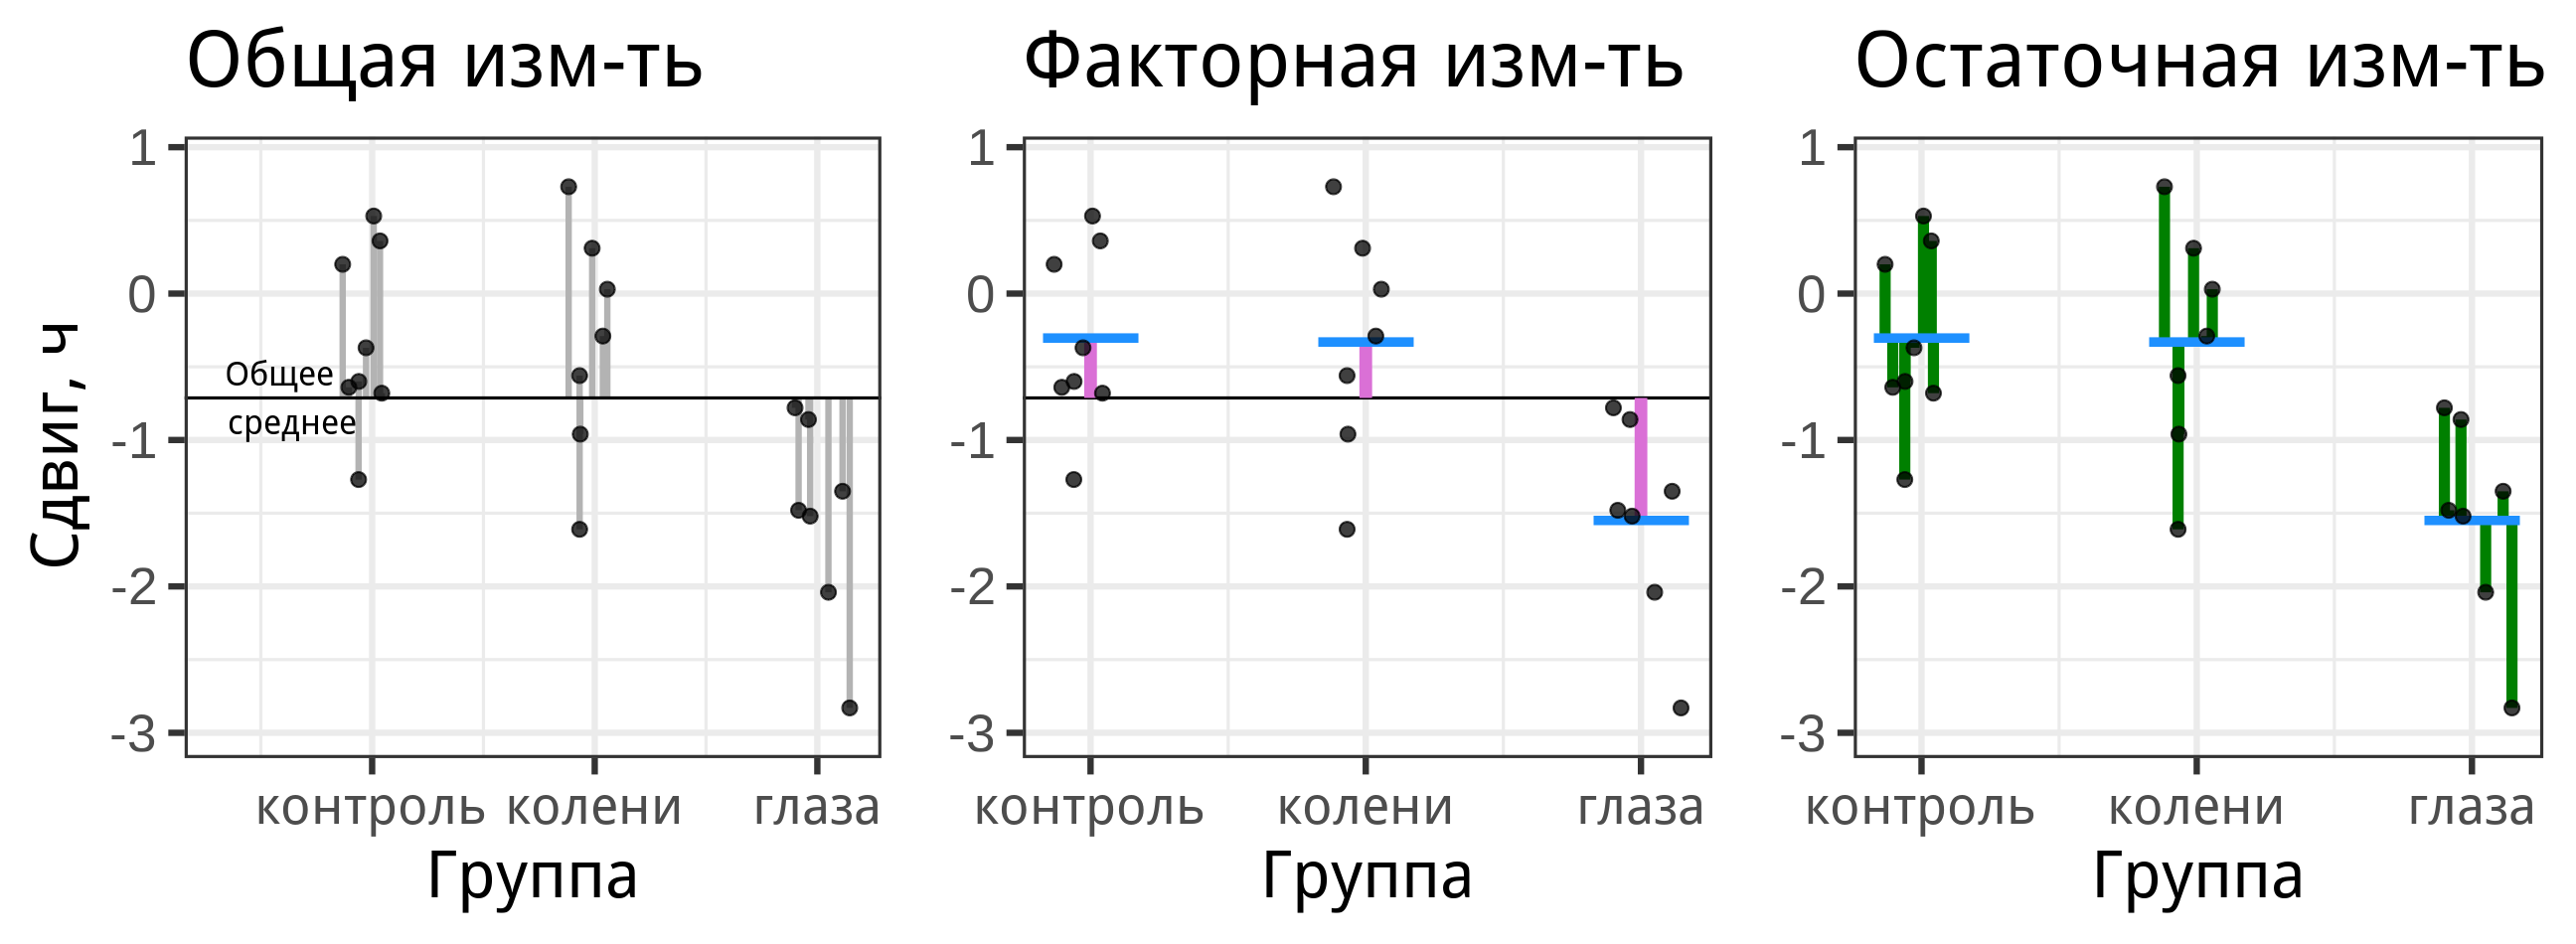 Общая изм-ть
Факторная изм-ть
Остаточная изм-ть
Сдвиг, ч
1
0
-1
-2
-3
Общее
среднее
контроль
колени
глаза
Группа
1
0
-1
-2
-3
контроль
колени
глаза
Группа
1
0
-1
-2
-3
контроль
колени
глаза
Группа